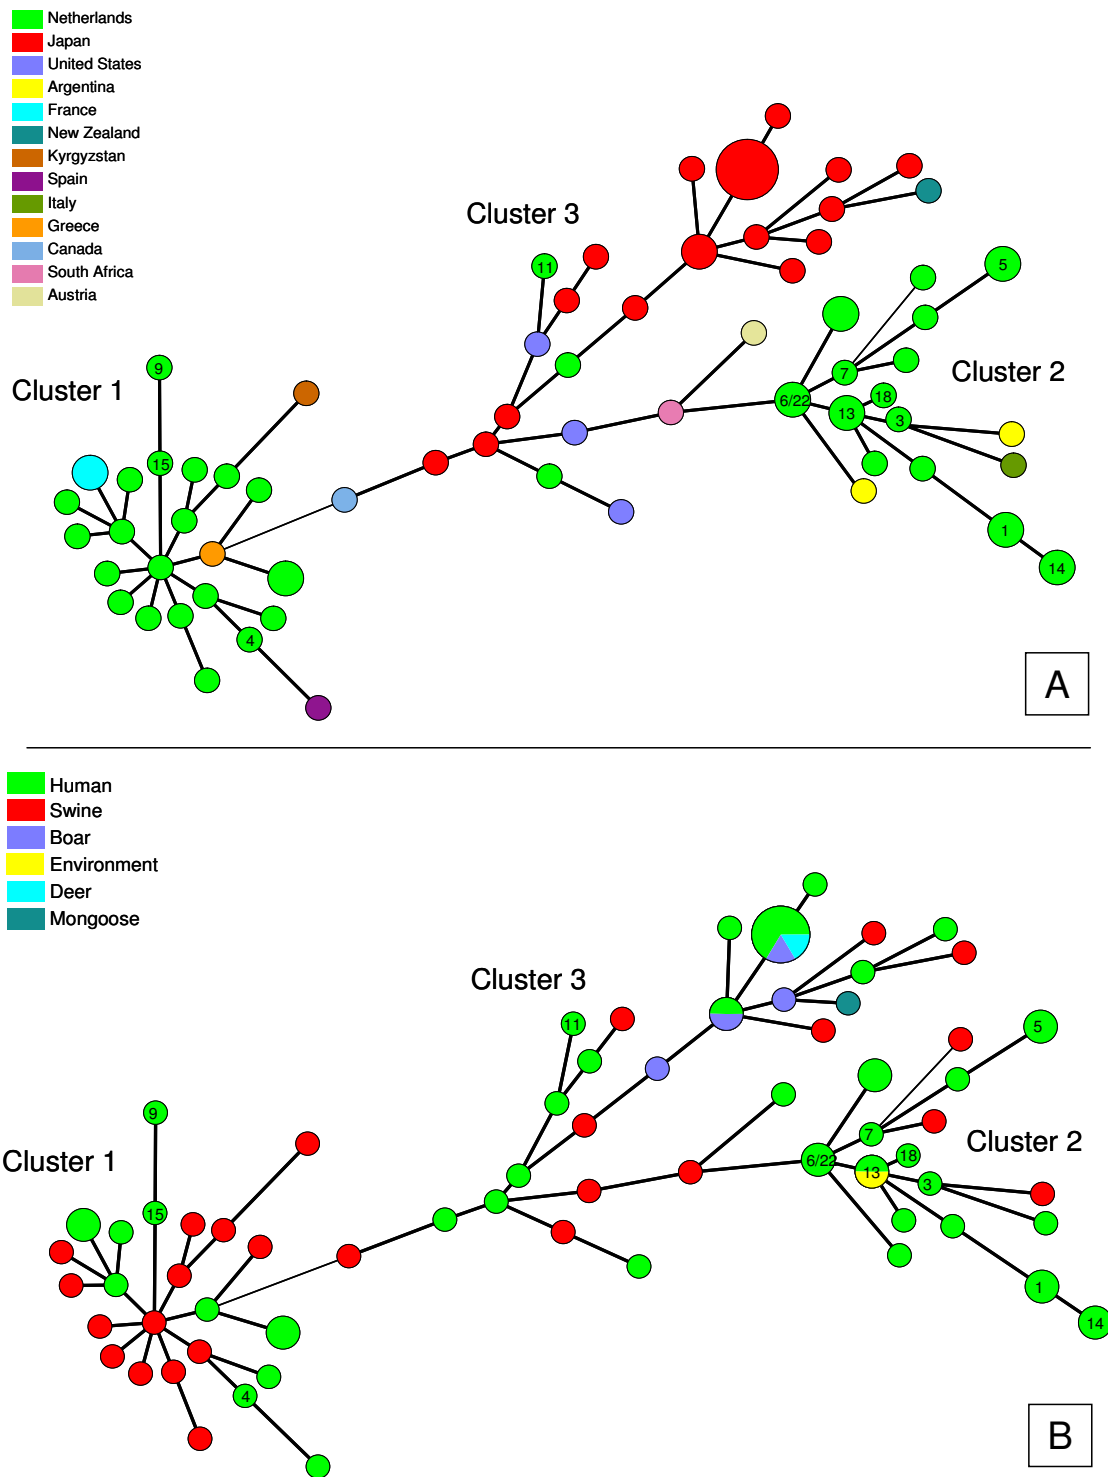 Netherlands
Japan
United States
Argentina
France
New Zealand
Kyrgyzstan
Spain
Italy
Greece
Canada
South Africa
Austria
Cluster 3
11
5
Cluster 2
7
18
6/22
13
3
Cluster 1
9
15
1
14
4
A
Human
Swine
Boar
Environment
Deer
Mongoose
Cluster 3
11
5
7
Cluster 2
18
6/22
13
3
9
Cluster 1
15
1
14
4
B